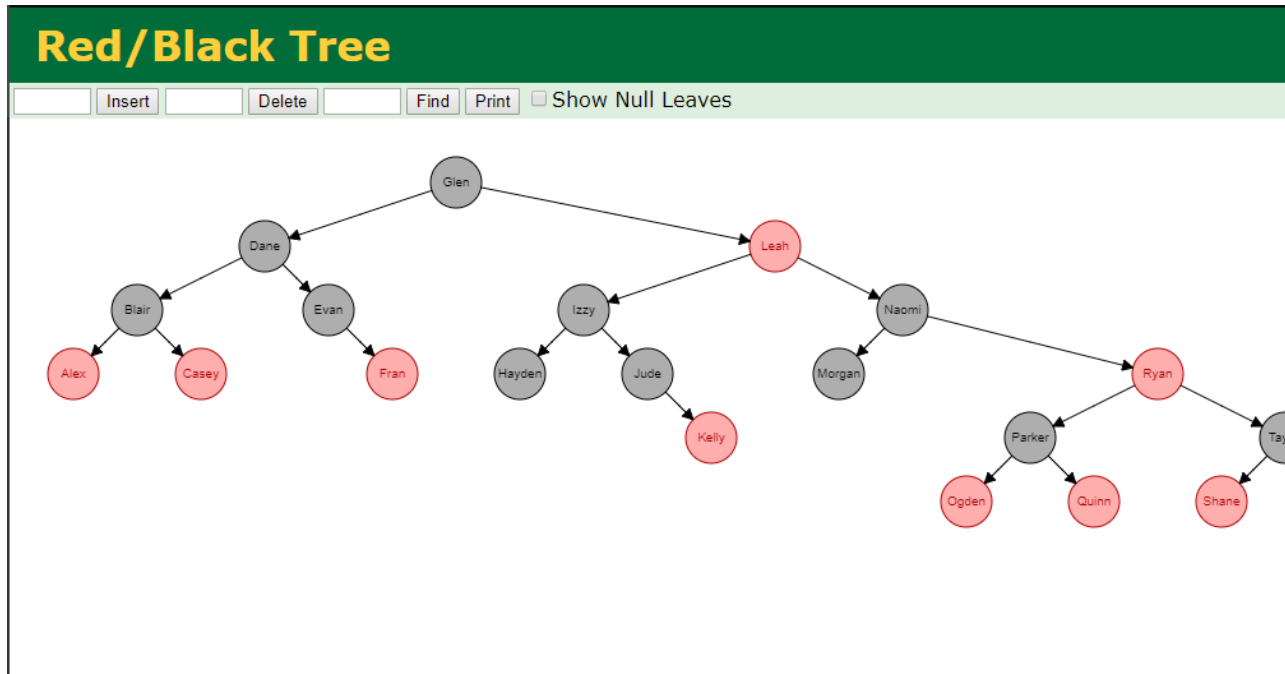 Red/Black Tree
Insert Delete Find Print Show Null Leaves
Glen
Dane Leah
Blair Evan Izzy Naomi
Alex Casey Fran Hayden Jude Morgan Ryan
Kelly Parker Tay
Ogden Quinn Shane